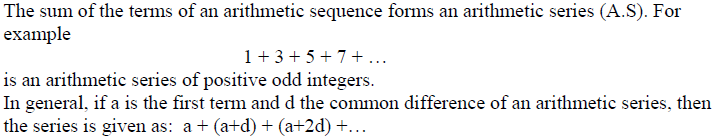 The sum of the terms of an arithmetic sequence forms an arithmetic series (A.S). For
example
1 + 3 + 5 + 7 + …
is an arithmetic series of positive odd integers.
In general, if a is the first term and d the common difference of an arithmetic series, then
the series is given as:  a + (a+d) + (a+2d) +…